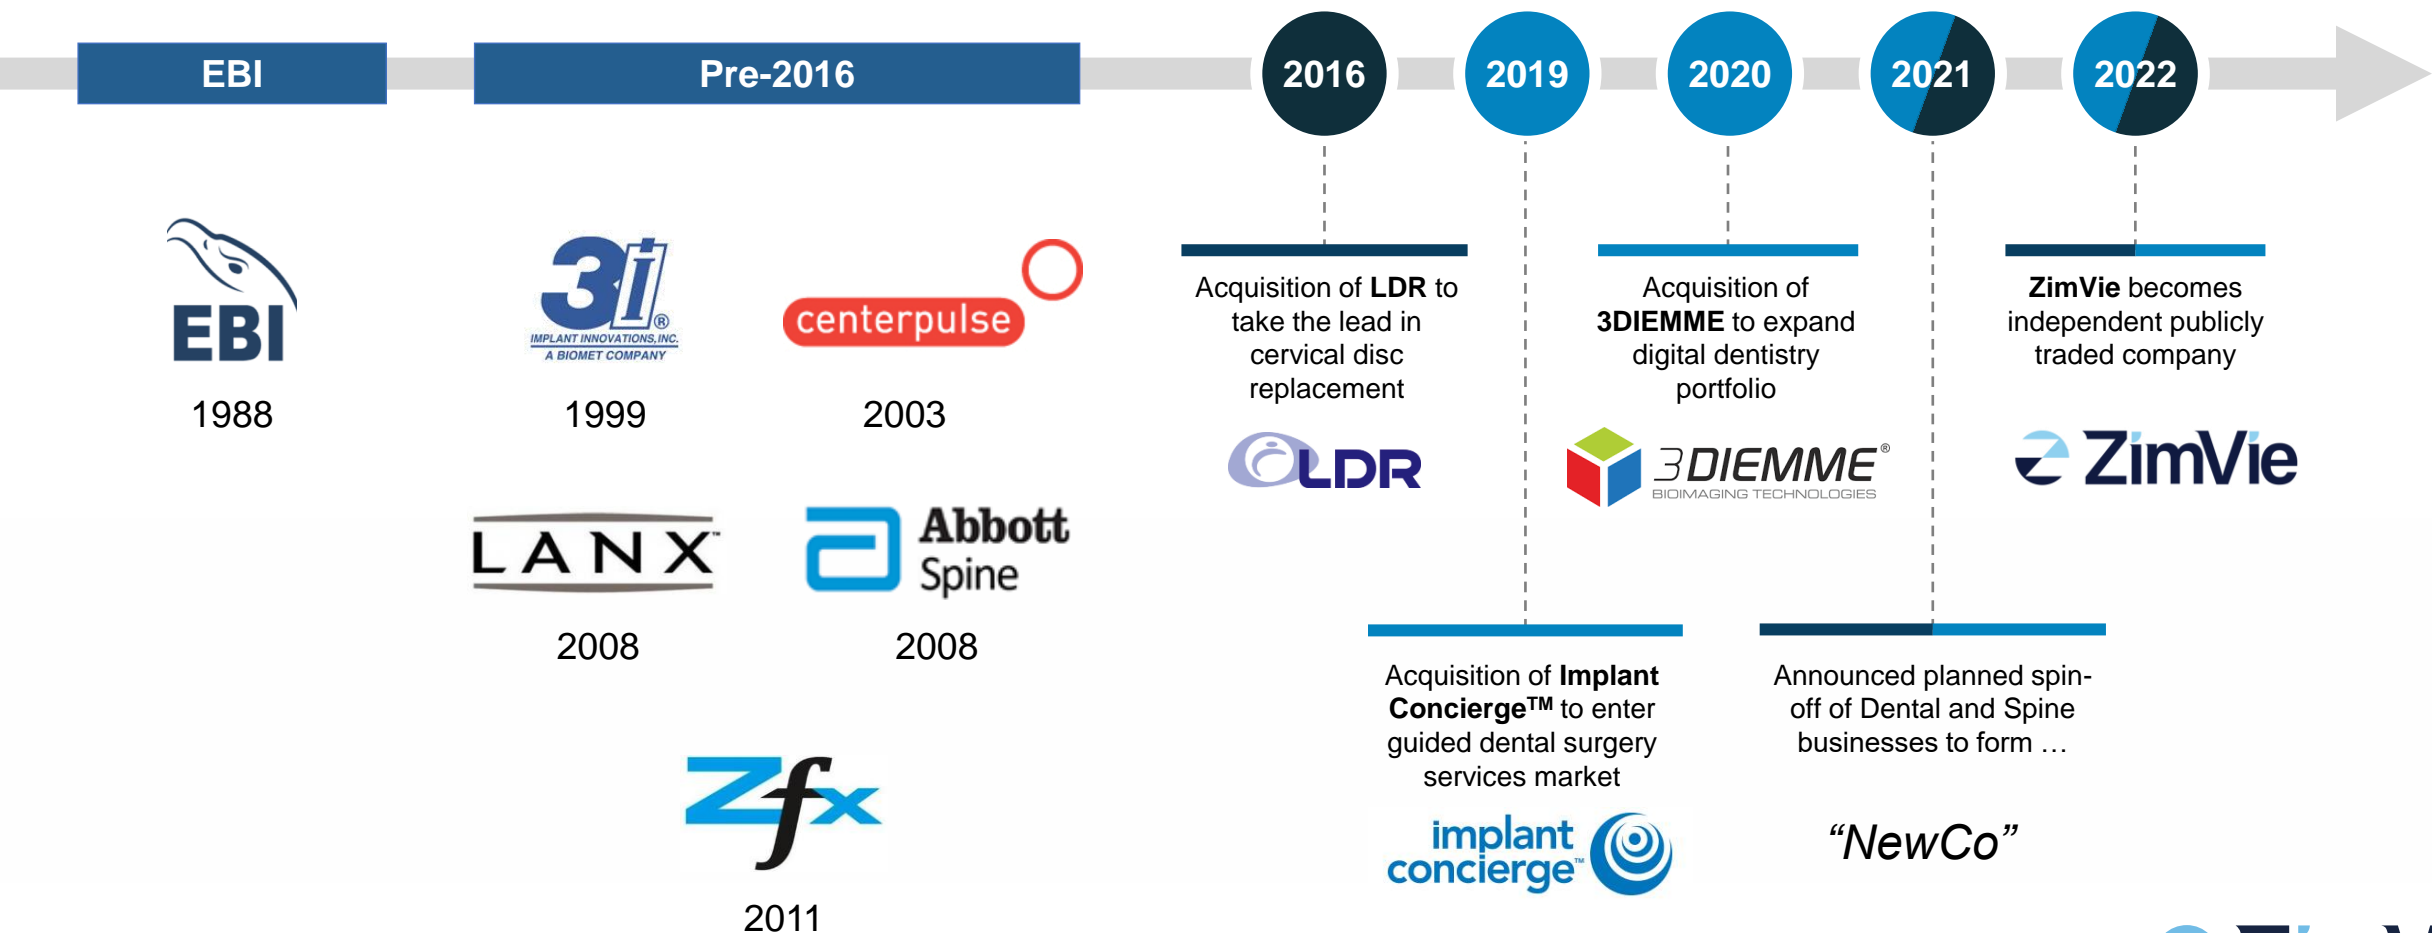 EBI
Pre-2016
2016
2019
2020
2021
2022
EBI
1988
3i®
IMPLANT INNOVATIONS, INC.
A BIOMET COMPANY
1999
centerpulse
2003
LANX™
2008
Abbott
Spine
2008
Zfx
2011
Acquisition of LDR to
take the lead in
cervical disc
replacement
LDR
Acquisition of Implant
Concierge™ to enter
guided dental surgery
services market
implant
concierge™
Acquisition of
3DIEMME to expand
digital dentistry
portfolio
3DIEMME®
BIOIMAGING TECHNOLOGIES
Announced planned spin-
off of Dental and Spine
businesses to form …
“NewCo”
ZimVie becomes
independent publicly
traded company
ZimVie